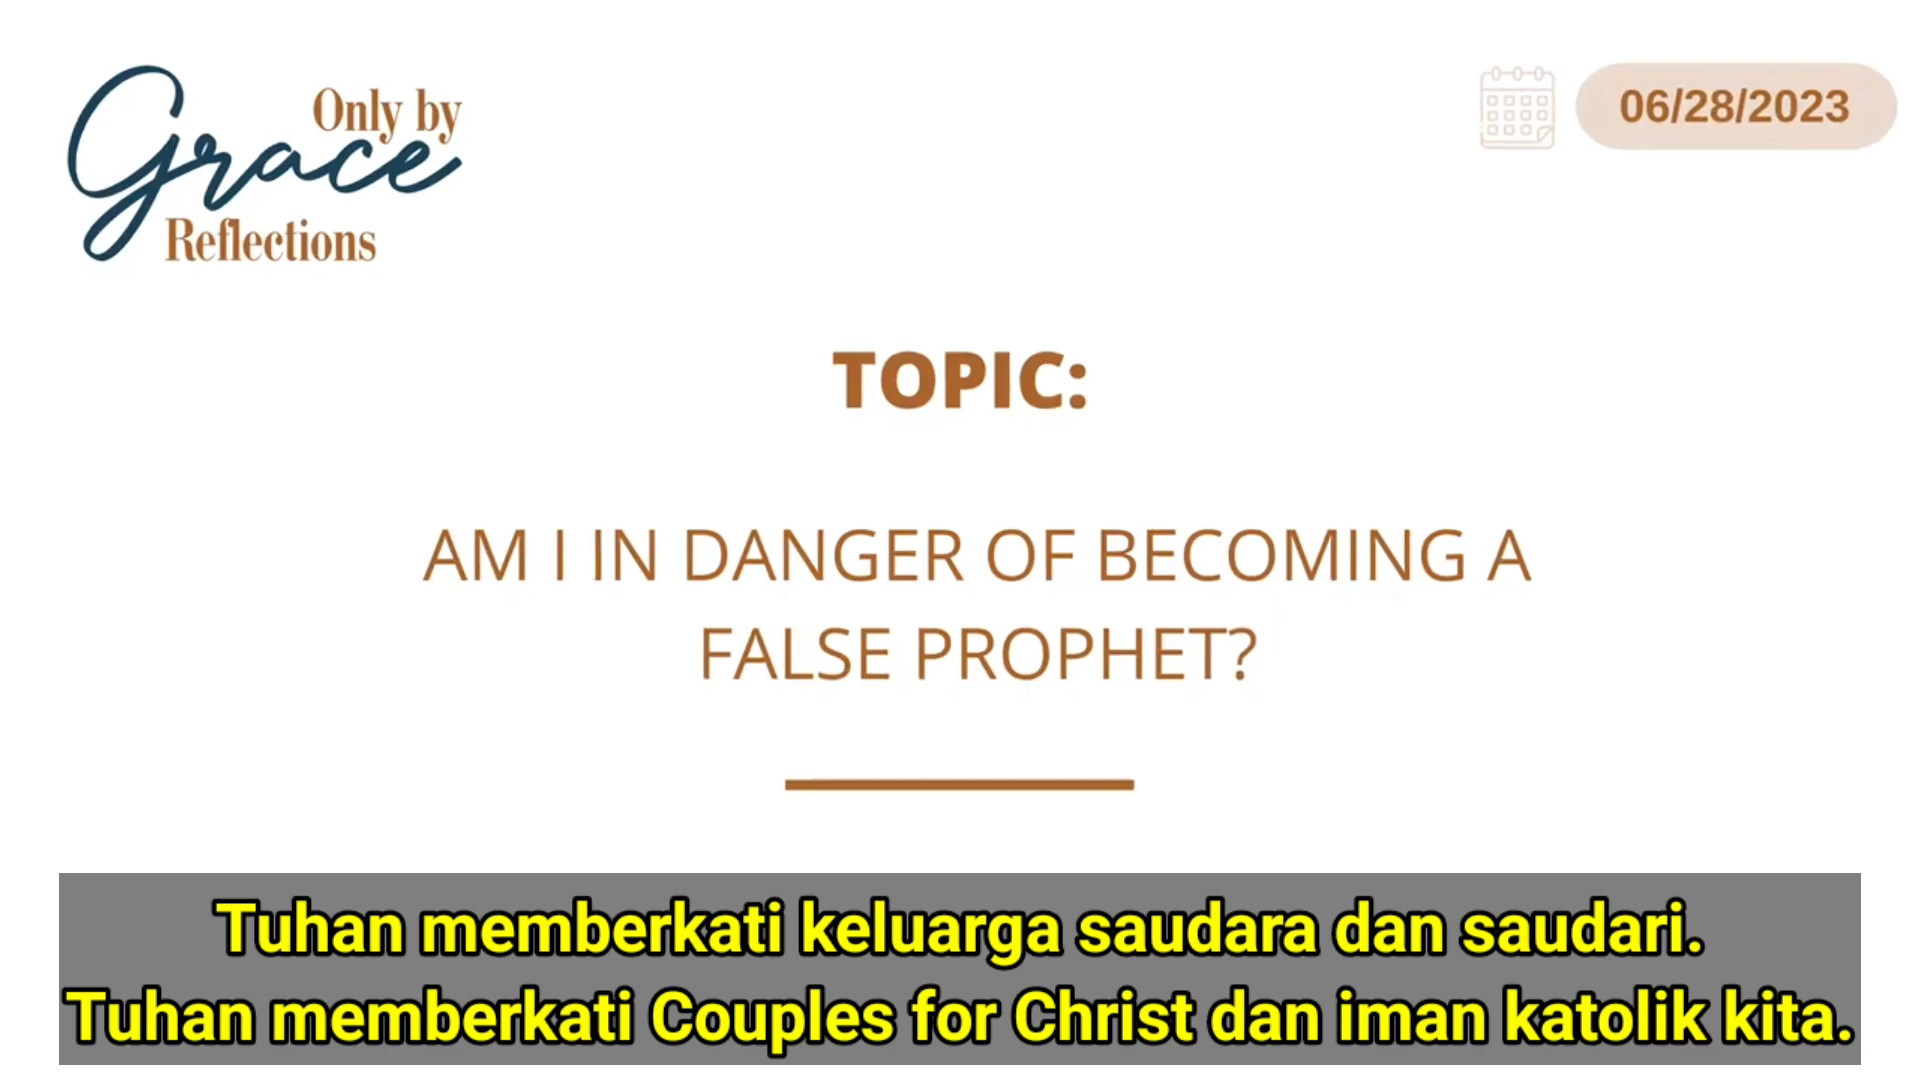 Only by
Grace
Reflections
06/28/2023
TOPIC:
AM I IN DANGER OF BECOMING A
FALSE PROPHET?
Tuhan memberkati keluarga saudara dan saudari.
Tuhan memberkati Couples for Christ dan iman katolik kita.